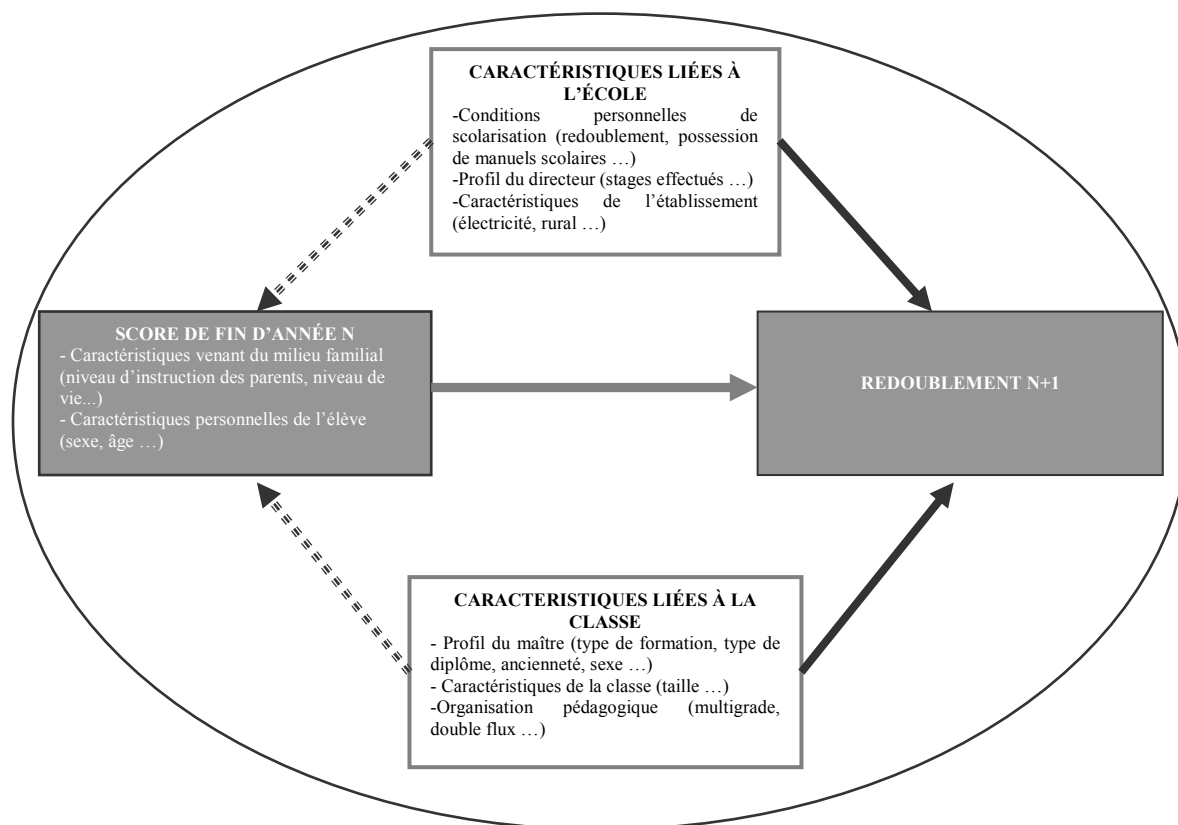 CARACTÉRISTIQUES LIÉES À
L’ÉCOLE
-Conditions personnelles de
scolarisation (redoublement, possession
de manuels scolaires …)
-Profil du directeur (stages effectués …)
-Caractéristiques de l’établissement
(électricité, rural …)
SCORE DE FIN D’ANNÉE N
- Caractéristiques venant du milieu familial
(niveau d’instruction des parents, niveau de
vie...)
- Caractéristiques personnelles de l’élève
(sexe, âge …)
REDOUBLEMENT N+1
CARACTERISTIQUES LIÉES À LA
CLASSE
- Profil du maître (type de formation, type de
diplôme, ancienneté, sexe …)
- Caractéristiques de la classe (taille …)
-Organisation pédagogique (multigrade,
double flux …)